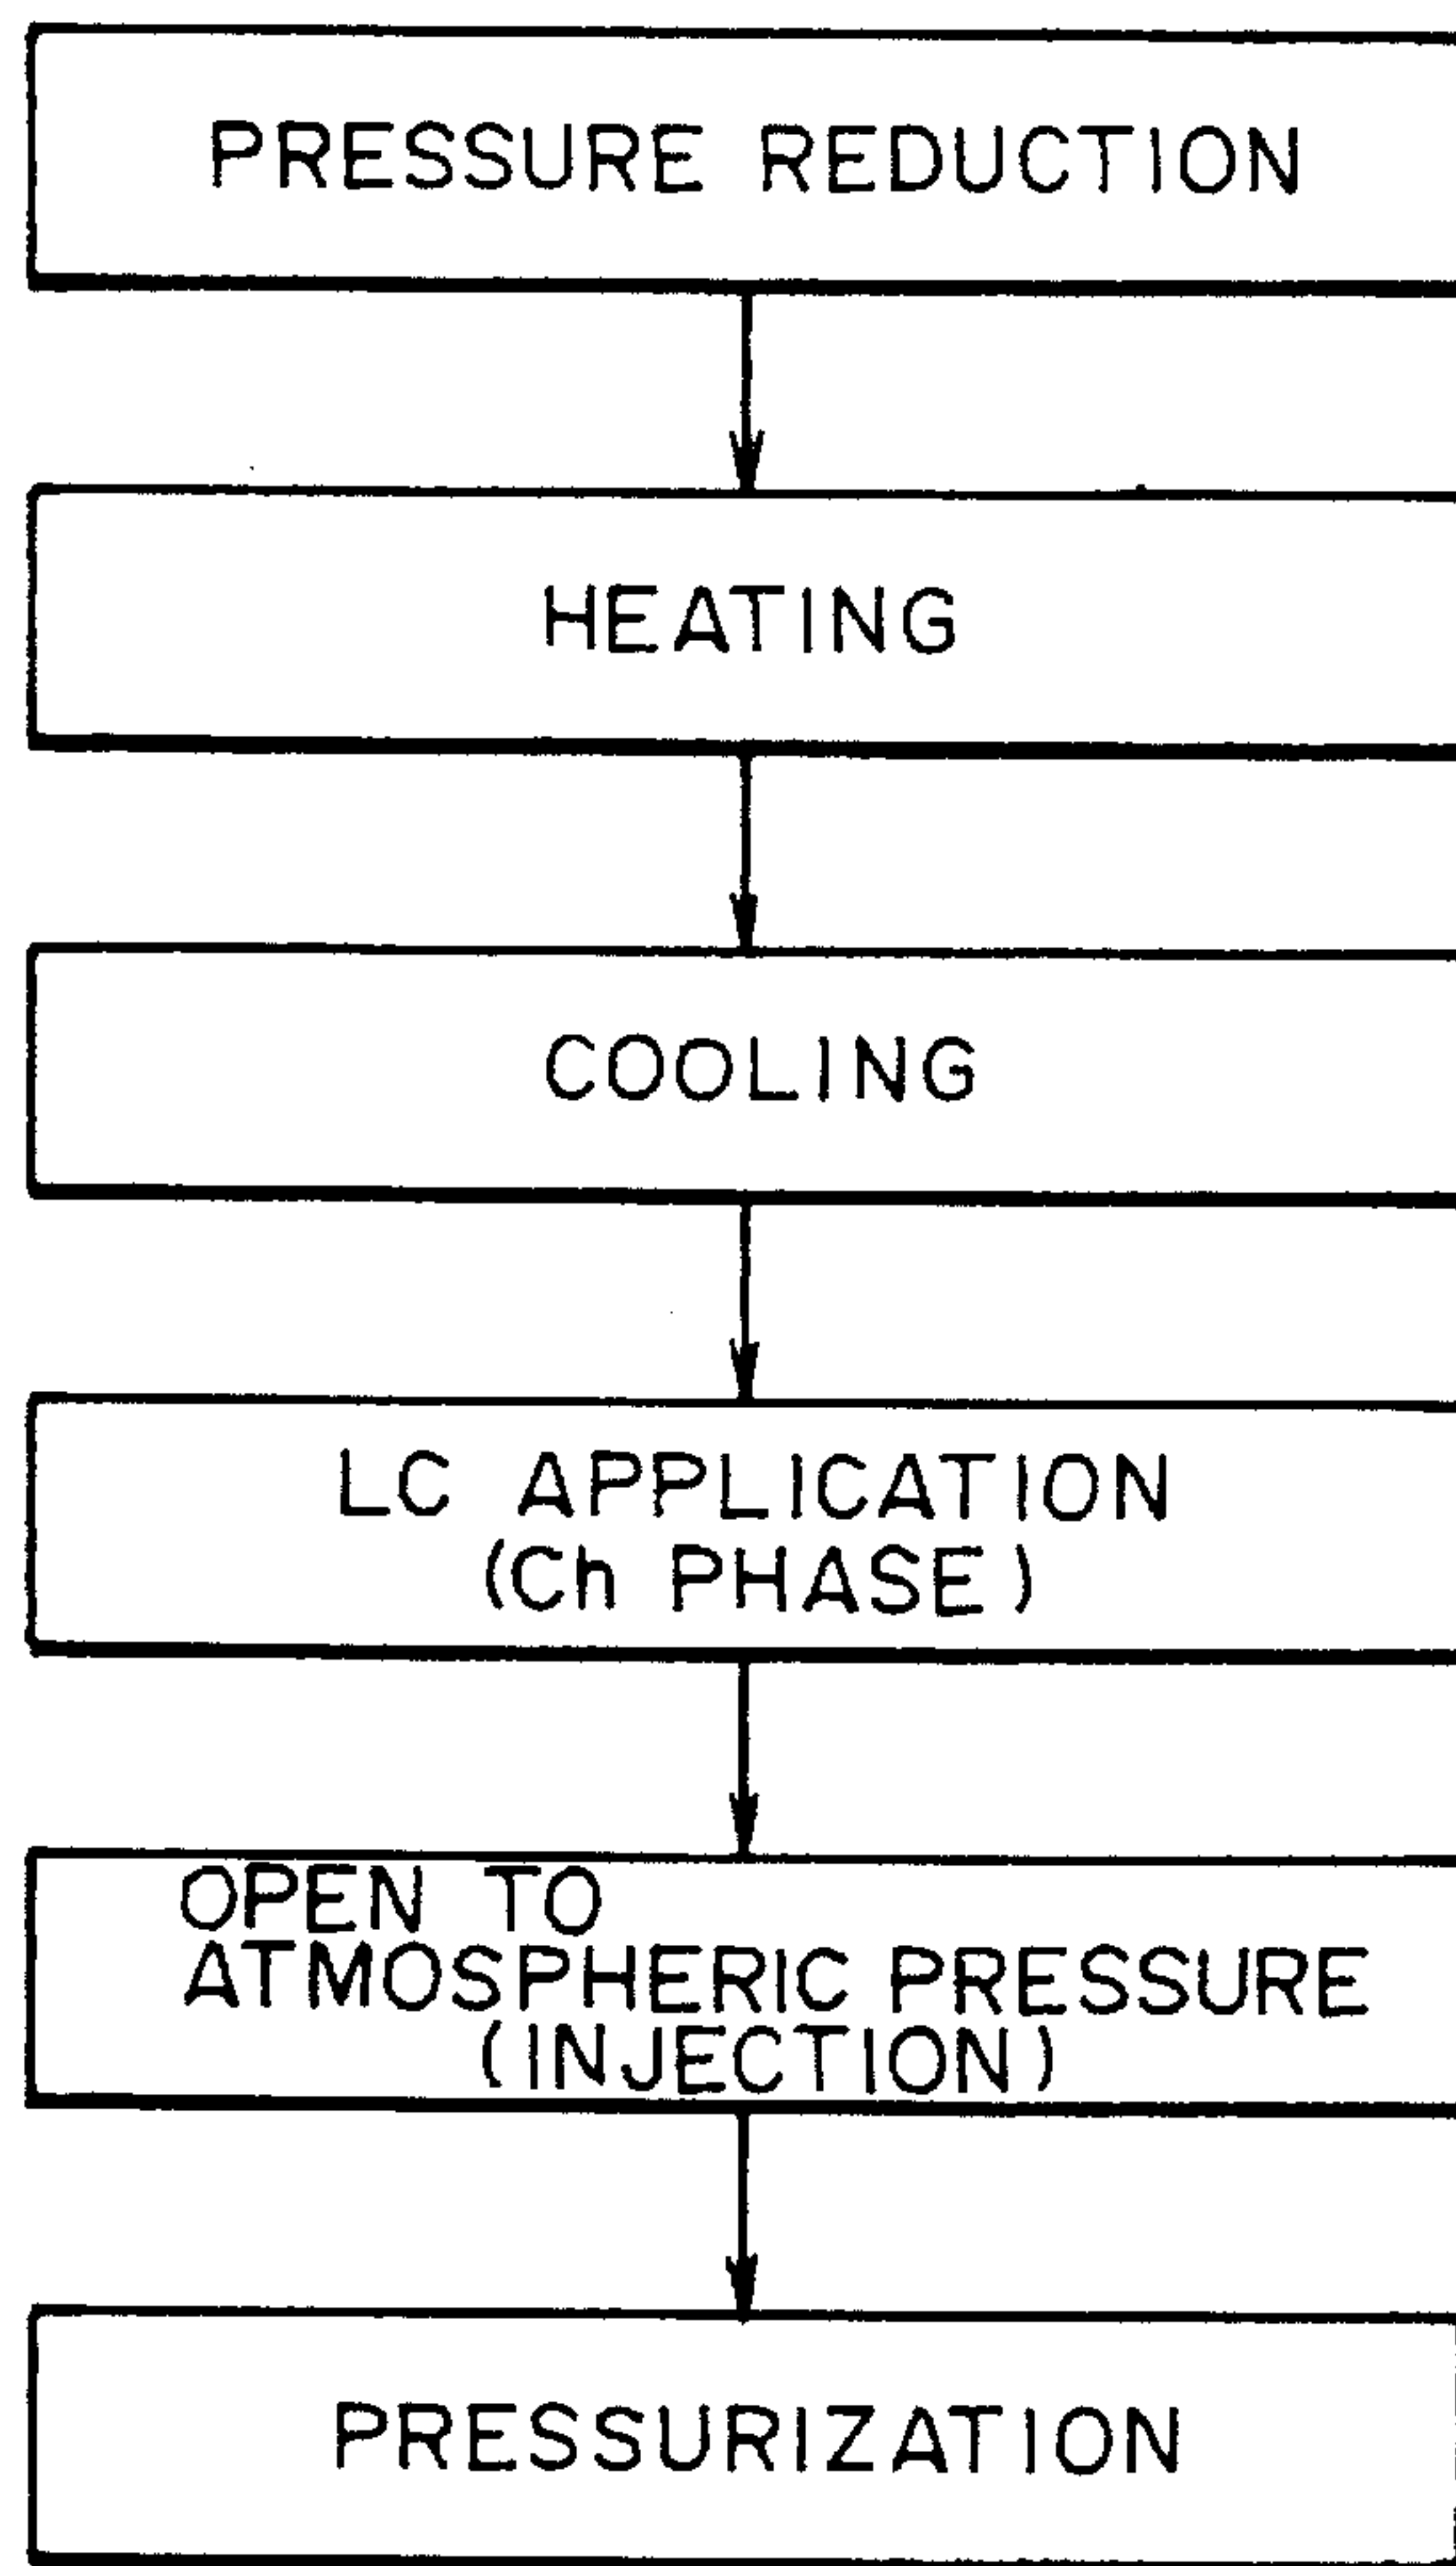 PRESSURE REDUCTION
HEATING
COOLING
LC APPLICATION
(Ch PHASE)
OPEN TO
ATMOSPHERIC PRESSURE
(INJECTION)
PRESSURIZATION